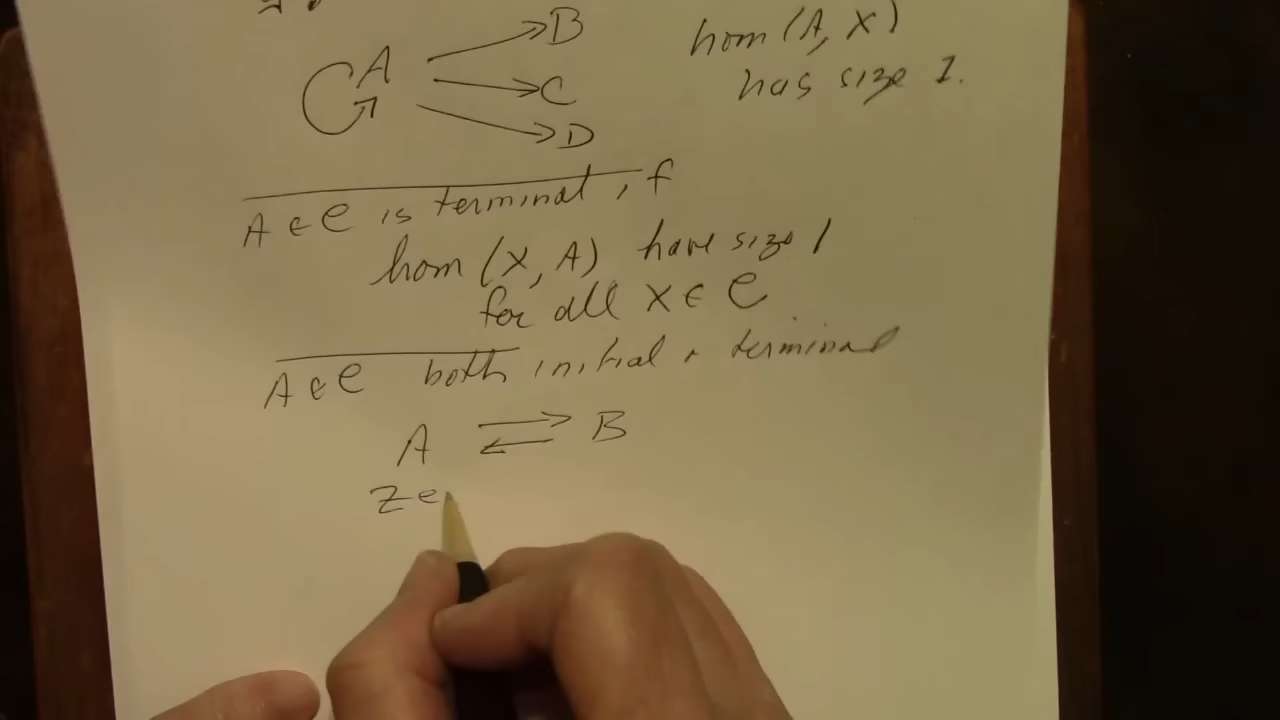 A → B
→ C
→ D
hom(A, X)
has size 1.
A ∈ C is terminal if
hom (X, A) have size 1
for all X ∈ C
A ∈ C both initial + terminal
A ⇄ B
Ze